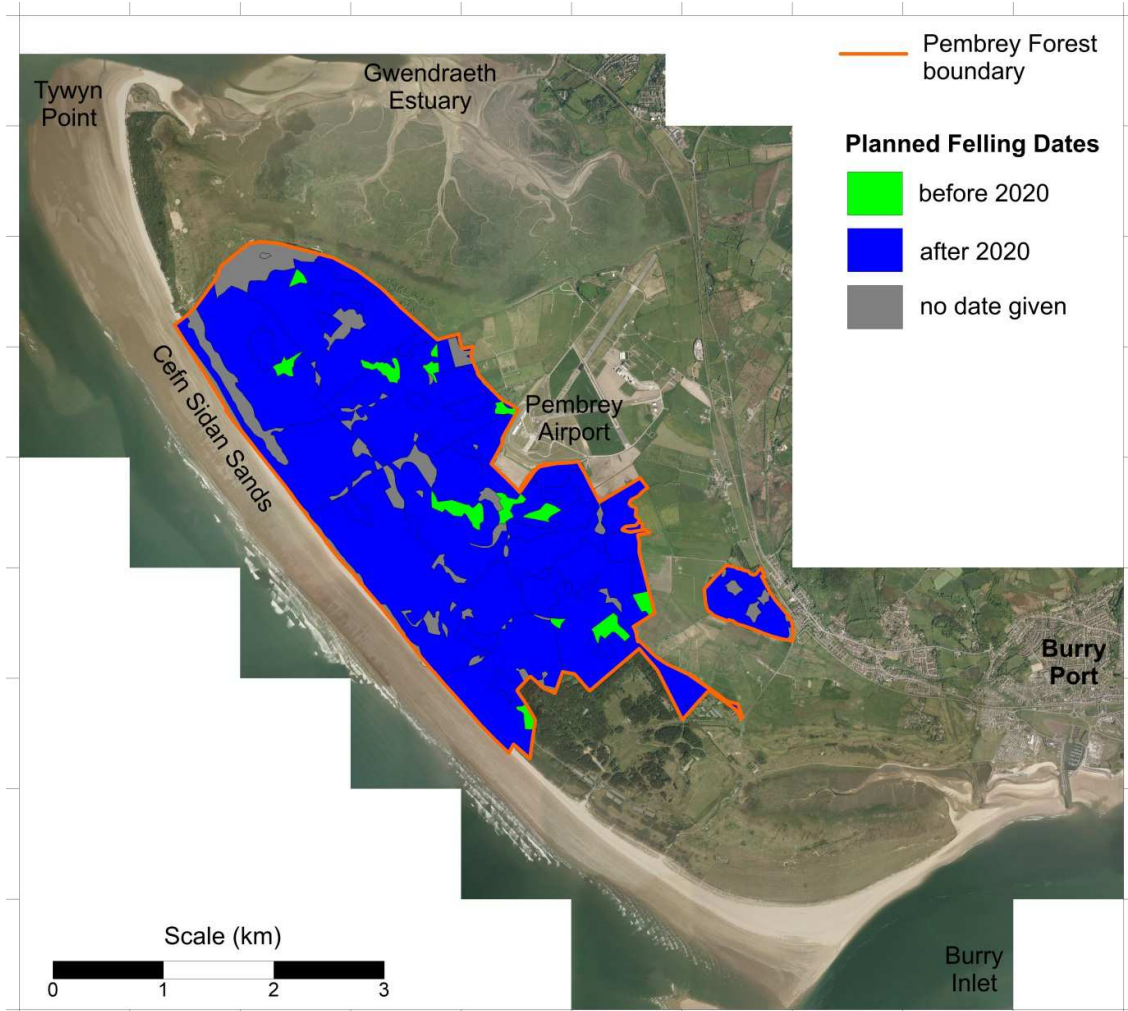 Pembrey Forest
boundary
Tywyn
Point
Gwendraeth
Estuary
Planned Felling Dates
before 2020
after 2020
no date given
Cefn Sidan Sands
Pembrey
Airport
Burry
Port
Scale (km)
0 1 2 3
Burry
Inlet